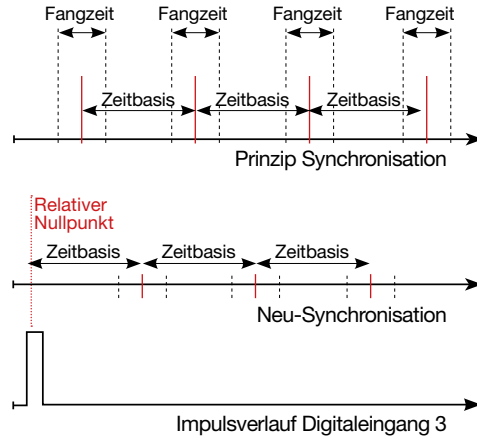 Fangzeit Fangzeit Fangzeit Fangzeit
Zeitbasis Zeitbasis Zeitbasis
Prinzip Synchronisation
Relativer
Nullpunkt
Zeitbasis Zeitbasis Zeitbasis
Neu-Synchronisation
Impulsverlauf Digitaleingang 3